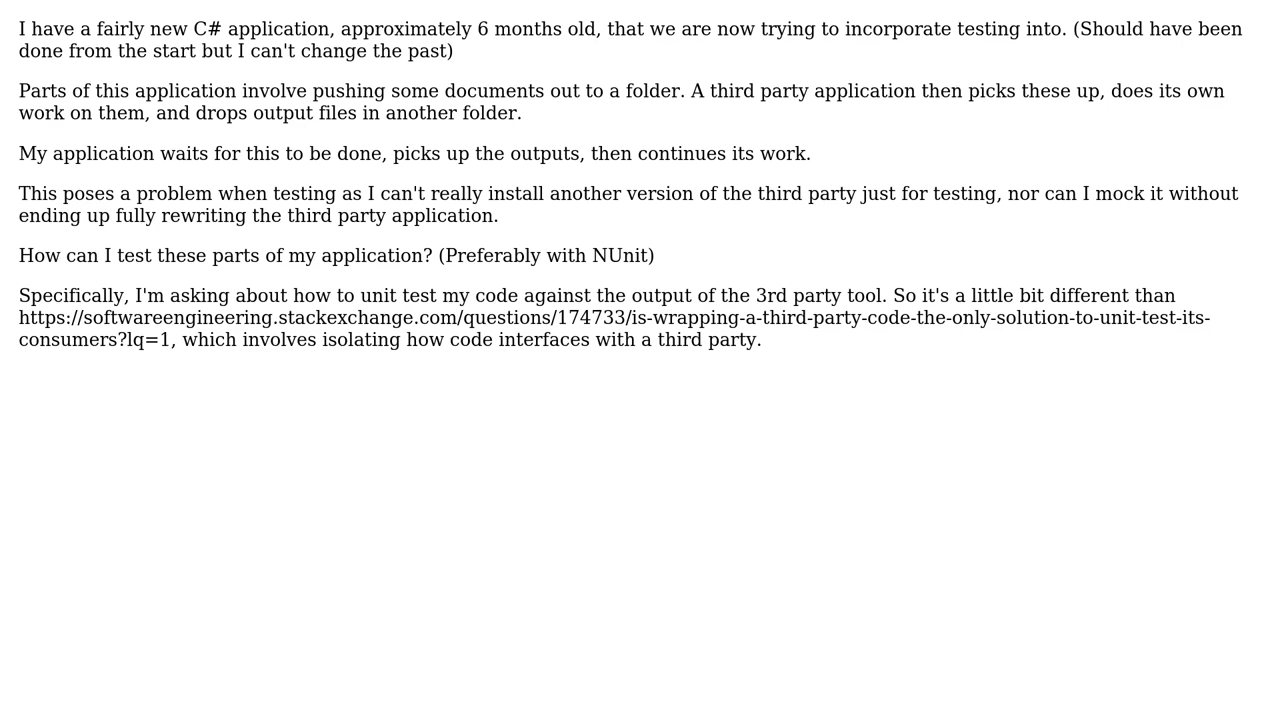 I have a fairly new C# application, approximately 6 months old, that we are now trying to incorporate testing into. (Should have been
done from the start but I can't change the past)
Parts of this application involve pushing some documents out to a folder. A third party application then picks these up, does its own
work on them, and drops output files in another folder.
My application waits for this to be done, picks up the outputs, then continues its work.
This poses a problem when testing as I can't really install another version of the third party just for testing, nor can I mock it without
ending up fully rewriting the third party application.
How can I test these parts of my application? (Preferably with NUnit)
Specifically, I'm asking about how to unit test my code against the output of the 3rd party tool. So it's a little bit different than
https://softwareengineering.stackexchange.com/questions/174733/is-wrapping-a-third-party-code-the-only-solution-to-unit-test-its-
consumers?lq=1, which involves isolating how code interfaces with a third party.